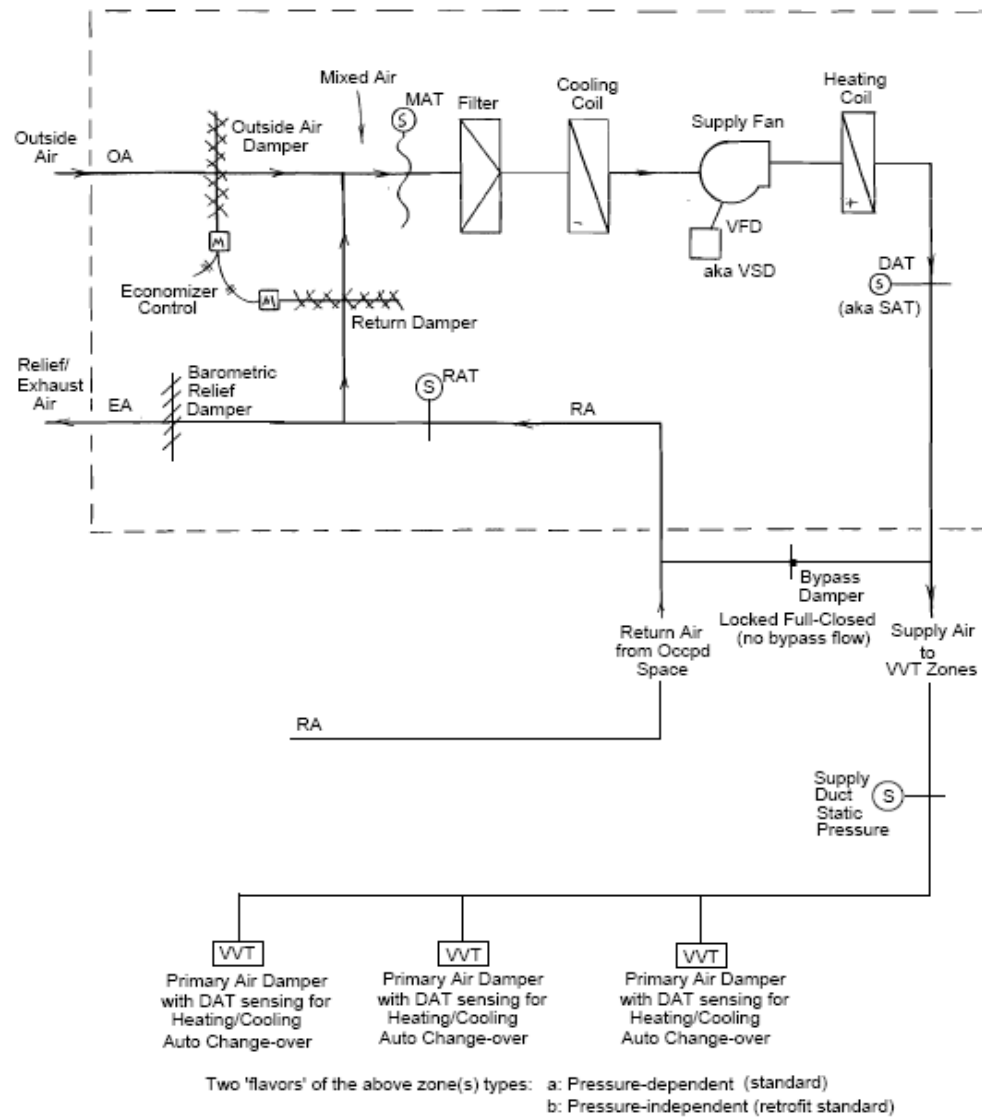 Mixed Air
MAT
S
Filter
Cooling
Coil
Supply Fan
Heating
Coil
Outside
Air
OA
Outside Air
Damper
M
Economizer
Control
M
Return Damper
VFD
aka VSD
-
+
DAT
S
(aka SAT)
Relief/
Exhaust
Air
EA
Barometric
Relief
Damper
S
RAT
RA
Bypass
Damper
Locked Full-Closed
(no bypass flow)
Return Air
from Occpd
Space
Supply Air
to
VVT Zones
RA
Supply
Duct
Static
Pressure
S
VVT
Primary Air Damper
with DAT sensing for
Heating/Cooling
Auto Change-over
VVT
Primary Air Damper
with DAT sensing for
Heating/Cooling
Auto Change-over
VVT
Primary Air Damper
with DAT sensing for
Heating/Cooling
Auto Change-over
Two 'flavors' of the above zone(s) types: a: Pressure-dependent (standard)
b: Pressure-independent (retrofit standard)